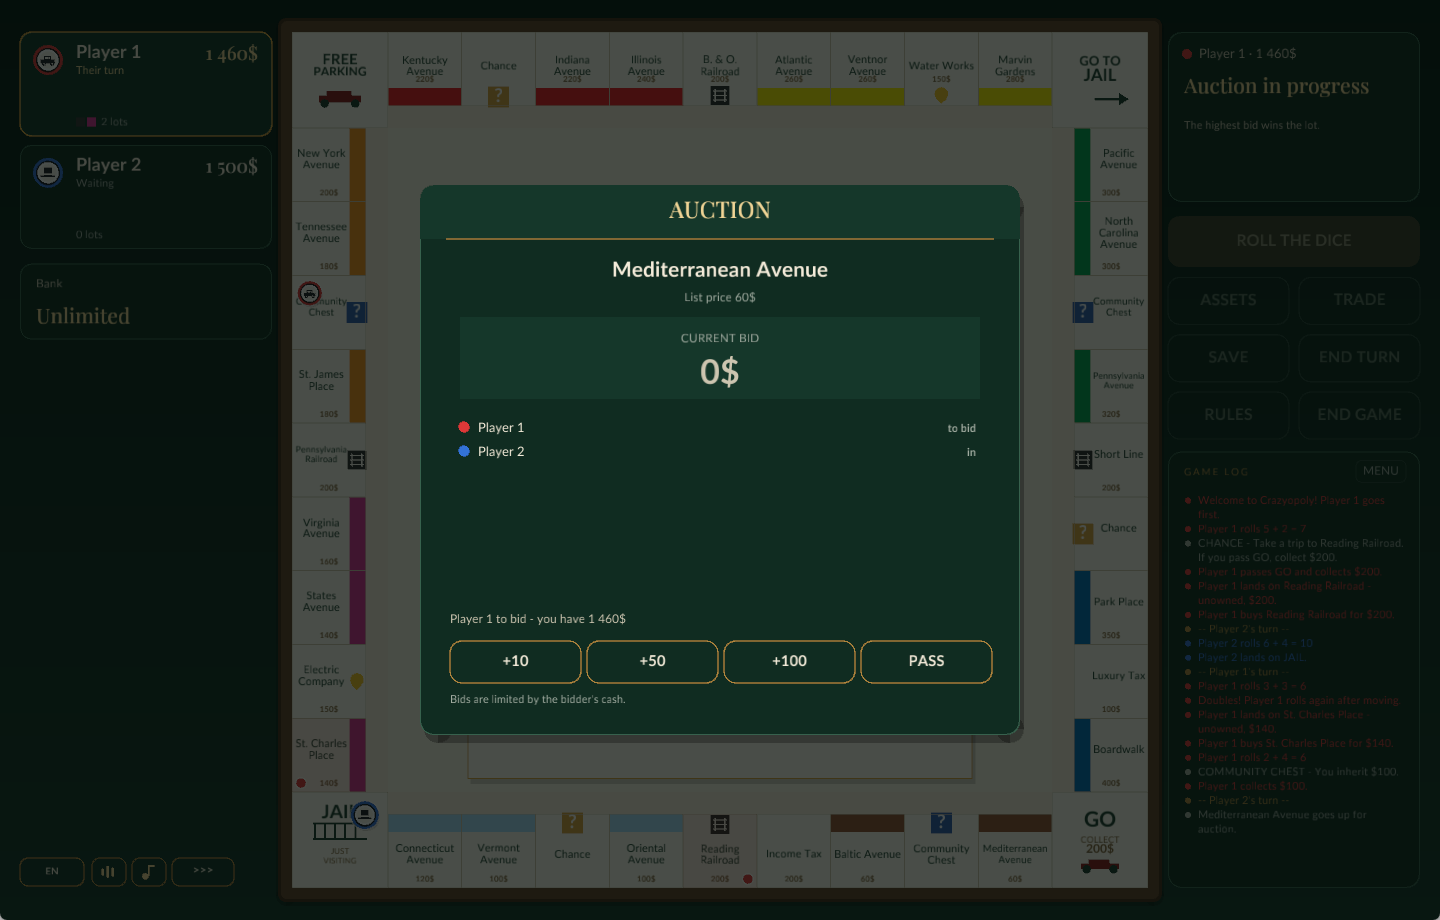 Player 1
1 460$
Their turn
2 lots
Player 2
1 500$
Waiting
0 lots
Bank
Unlimited
EN
>>>
FREE
PARKING
Kentucky
Avenue
220$
Chance
?
Indiana
Avenue
220$
Illinois
Avenue
240$
B. & O.
Railroad
200$
Atlantic
Avenue
260$
Ventnor
Avenue
260$
Water Works
150$
Marvin
Gardens
280$
GO TO
JAIL
New York
Avenue
200$
Tennessee
Avenue
180$
Community
Chest
?
St. James
Place
180$
Pennsylvania
Railroad
200$
Virginia
Avenue
160$
States
Avenue
140$
Electric
Company
150$
St. Charles
Place
140$
JAIL
JUST
VISITING
Connecticut
Avenue
120$
Vermont
Avenue
100$
?
Chance
Oriental
Avenue
100$
Reading
Railroad
200$
Income Tax
200$
Baltic Avenue
60$
?
Community
Chest
Mediterranean
Avenue
60$
GO
COLLECT
200$
Pacific
Avenue
300$
North
Carolina
Avenue
300$
?
Community
Chest
Pennsylvania
Avenue
320$
Short Line
200$
?
Chance
Park Place
350$
Luxury Tax
100$
Boardwalk
400$
AUCTION
Mediterranean Avenue
List price 60$
CURRENT BID
0$
Player 1
to bid
Player 2
in
Player 1 to bid - you have 1 460$
+10
+50
+100
PASS
Bids are limited by the bidder's cash.
Player 1 · 1 460$
Auction in progress
The highest bid wins the lot.
ROLL THE DICE
ASSETS
TRADE
SAVE
END TURN
RULES
END GAME
GAME LOG
MENU
Welcome to Crazyopoly! Player 1 goes
first.
Player 1 rolls 5 + 2 = 7
CHANCE - Take a trip to Reading Railroad.
If you pass GO, collect $200.
Player 1 passes GO and collects $200.
Player 1 lands on Reading Railroad -
unowned. $200.
Player 1 buys Reading Railroad for $200.
-- Player 2's turn --
Player 2 rolls 6 + 4 = 10
Player 2 lands on JAIL.
-- Player 1's turn --
Player 1 rolls 3 + 3 = 6
Doubles! Player 1 rolls again after moving.
Player 1 lands on St. Charles Place -
unowned. $140.
Player 1 buys St. Charles Place for $140.
Player 1 rolls 2 + 4 = 6
COMMUNITY CHEST - You inherit $100.
Player 1 collects $100.
-- Player 2's turn --
Mediterranean Avenue goes up for
auction.